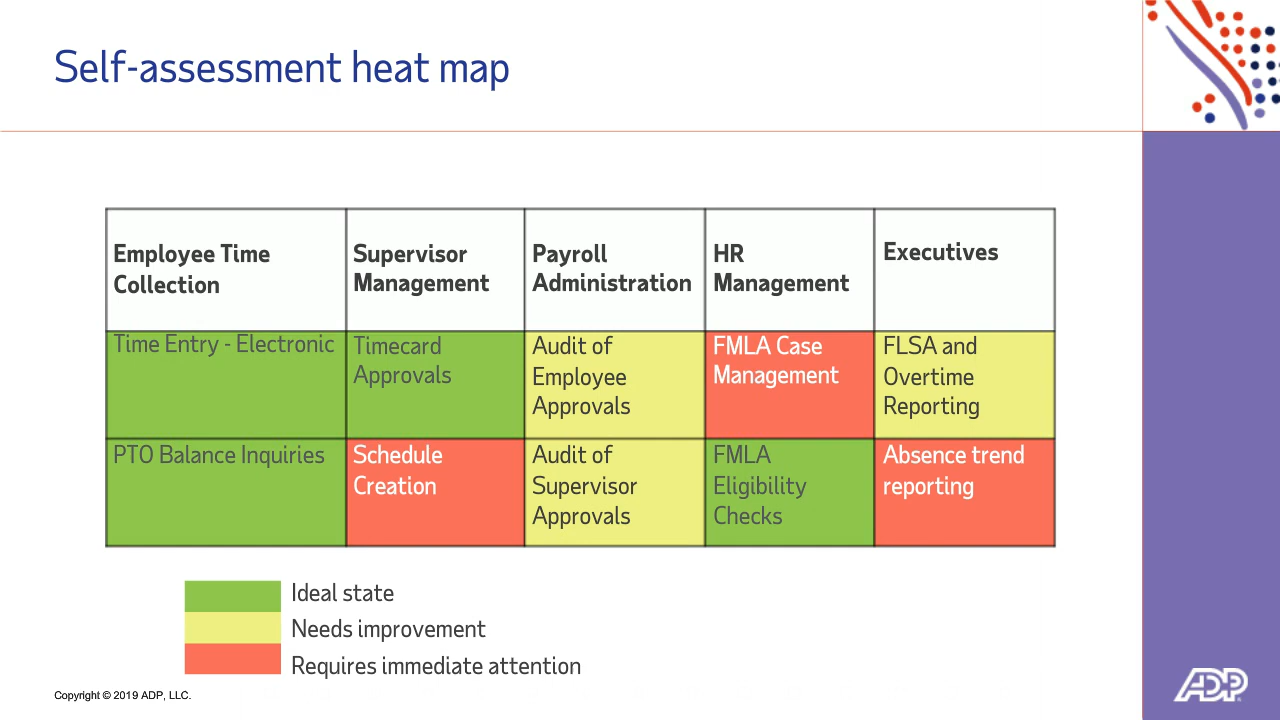 Self-assessment heat map
Employee Time
Collection
Supervisor
Management
Payroll
Administration
HR
Management
Executives
Time Entry - Electronic
Timecard
Approvals
Audit of
Employee
Approvals
FMLA Case
Management
FLSA and
Overtime
Reporting
PTO Balance Inquiries
Schedule
Creation
Audit of
Supervisor
Approvals
FMLA
Eligibility
Checks
Absence trend
reporting
Ideal state
Needs improvement
Requires immediate attention
Copyright © 2019 ADP, LLC.
ADP